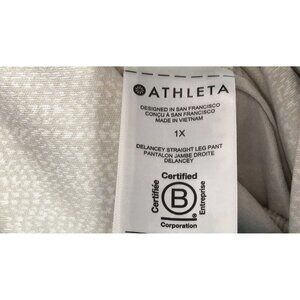 ATHLETA
DESIGNED IN SAN FRANCISCO
CONÇU À SAN FRANCISCO
MADE IN VIETNAM
1X
DELANCEY STRAIGHT LEG PANT
PANTALON JAMBE DROITE
DELANCEY
Certified
Certifiée
B
Entreprise
Corporation